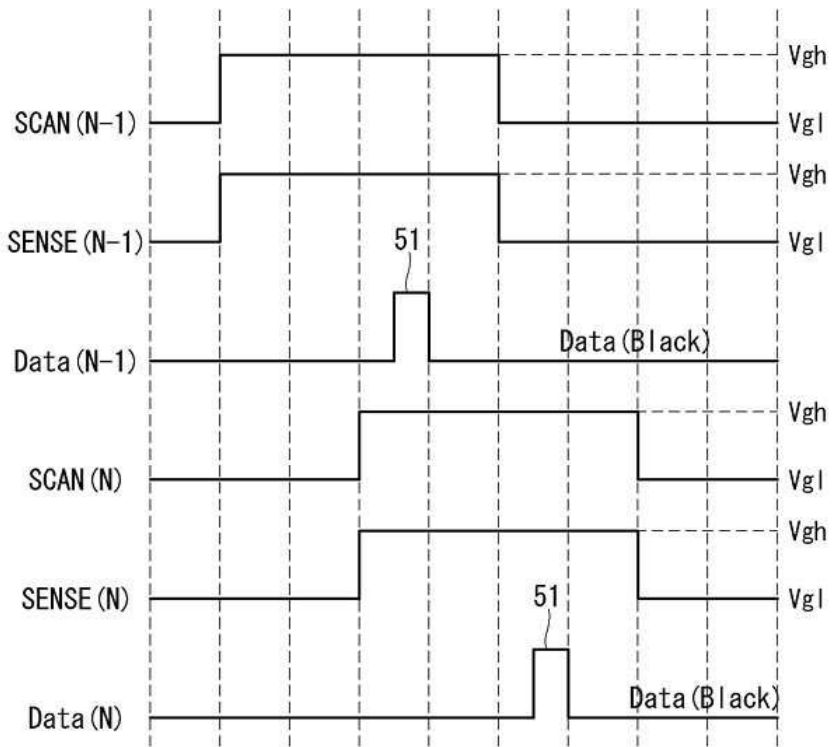 Vgh
SCAN(N-1)
Vgl
Vgh
SENSE(N-1)
51
Vgl
Data(Black)
Data(N-1)
Vgh
SCAN(N)
Vgl
Vgh
SENSE(N)
51
Vgl
Data(Black)
Data(N)